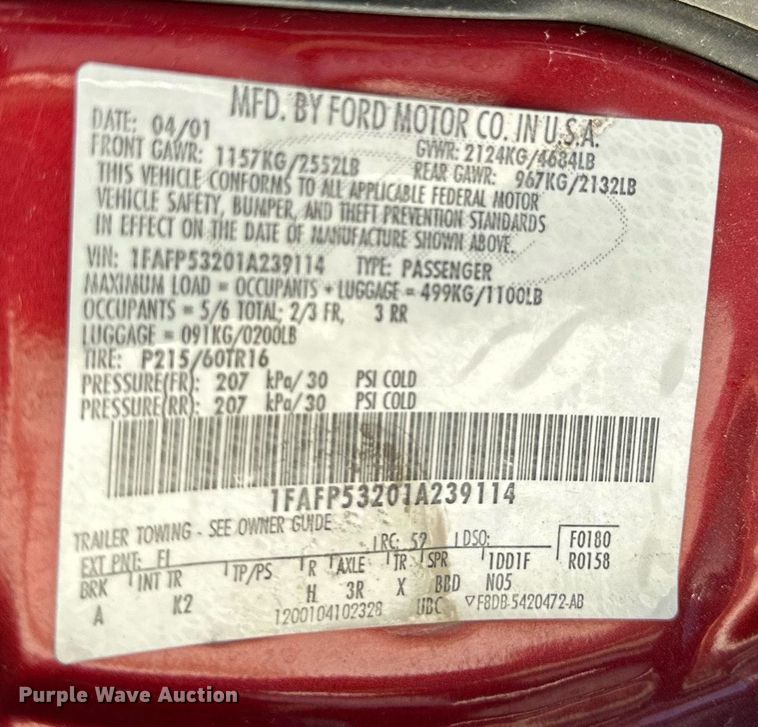 MFD. BY FORD MOTOR CO. IN U.S.A.
DATE: 04/01 GVWR: 2124KG/4684LB
FRONT GAWR: 1157KG/2552LB REAR GAWR: 967KG/2132LB
THIS VEHICLE CONFORMS TO ALL APPLICABLE FEDERAL MOTOR
VEHICLE SAFETY, BUMPER, AND THEFT PREVENTION STANDARDS
IN EFFECT ON THE DATE OF MANUFACTURE SHOWN ABOVE.
VIN: 1FAFP53201A239114 TYPE: PASSENGER
MAXIMUM LOAD = OCCUPANTS + LUGGAGE = 499KG/1100LB
OCCUPANTS = 5/6 TOTAL; 2/3 FR, 3 RR
LUGGAGE = 091KG/0200LB
TIRE: P215/60TR16
PRESSURE(FR): 207 kPa/30 PSI COLD
PRESSURE(RR): 207 kPa/30 PSI COLD
1FAFP53201A239114
TRAILER TOWING - SEE OWNER GUIDE
EXT PNT: FL RC: 52 DSO: F0180
BRK INT TR TP/PS R AXLE TR SPR 1DD1F R0158
A K2 H 3R X BBD N05
1200104102328 UBC ▽F8DB-5420472-AB
Purple Wave Auction